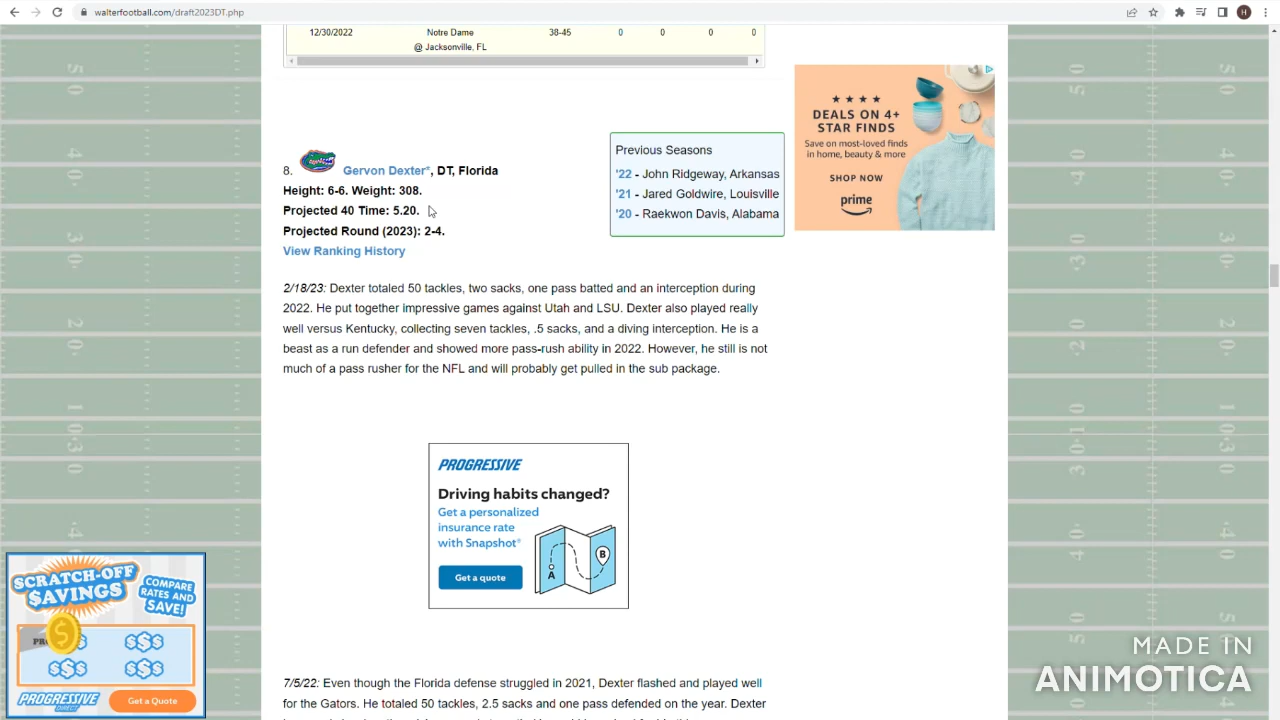 walterfootball.com/draft2023DT.php
H
12/30/2022 Notre Dame 38-45 0 0 0 0
@ Jacksonville, FL
8. Gervon Dexter*, DT, Florida
Height: 6-6. Weight: 308.
Projected 40 Time: 5.20.
Projected Round (2023): 2-4.
View Ranking History
Previous Seasons
'22 - John Ridgeway, Arkansas
'21 - Jared Goldwire, Louisville
'20 - Raekwon Davis, Alabama
DEALS ON 4+
STAR FINDS
Save on most-loved finds
in home, beauty & more
SHOP NOW
prime
2/18/23: Dexter totaled 50 tackles, two sacks, one pass batted and an interception during
2022. He put together impressive games against Utah and LSU. Dexter also played really
well versus Kentucky, collecting seven tackles, .5 sacks, and a diving interception. He is a
beast as a run defender and showed more pass-rush ability in 2022. However, he still is not
much of a pass rusher for the NFL and will probably get pulled in the sub package.
PROGRESSIVE
Driving habits changed?
Get a personalized
insurance rate
with Snapshot®
Get a quote
A
B
SCRATCH-OFF
$AVINGS
COMPARE
RATES AND
SAVE!
PROGRESSIVE
DIRECT
Get a Quote
7/5/22: Even though the Florida defense struggled in 2021, Dexter flashed and played well
for the Gators. He totaled 50 tackles, 2.5 sacks and one pass defended on the year. Dexter
MADE IN
ANIMOTICA